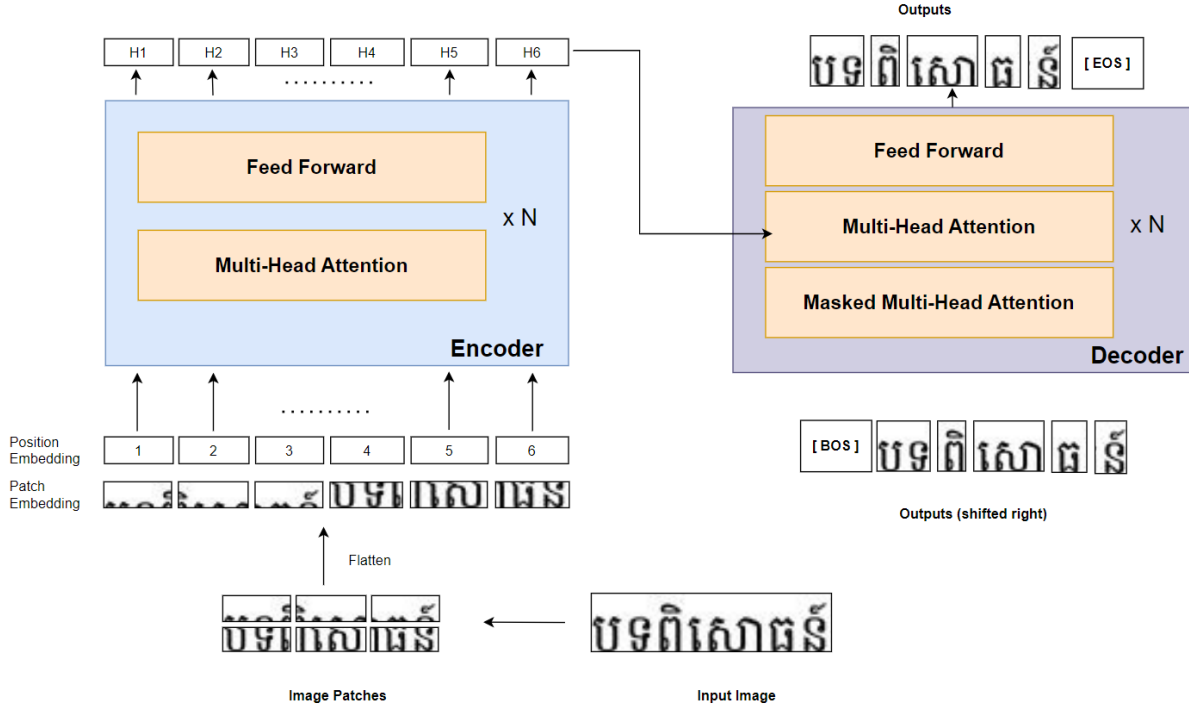 Outputs
H1 H2 H3 H4 H5 H6
បទ ពិ សោ ធ ន៍ [ EOS ]
Feed Forward
Multi-Head Attention
x N
Encoder
Feed Forward
Multi-Head Attention
Masked Multi-Head Attention
x N
Decoder
Position Embedding
1 2 3 4 5 6
Patch Embedding
[ BOS ] បទ ពិ សោ ធ ន៍
Outputs (shifted right)
Flatten
បទពិសោធន៍
Image Patches
Input Image